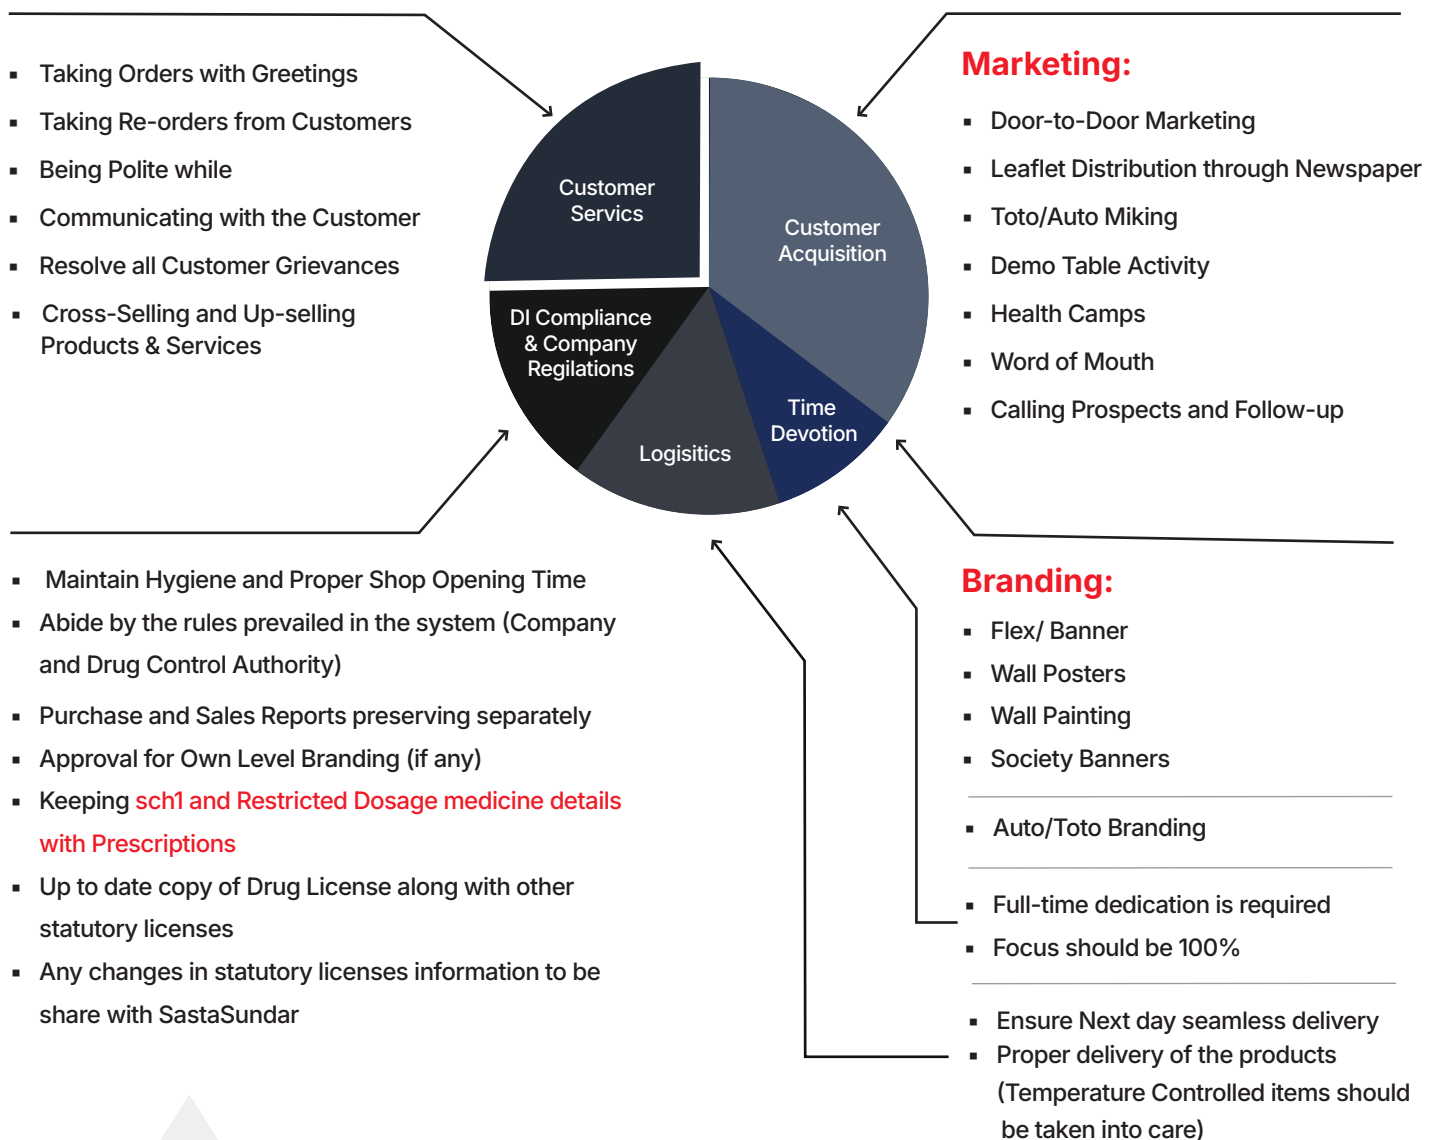 Taking Orders with Greetings
Taking Re-orders from Customers
Being Polite while
Communicating with the Customer
Resolve all Customer Grievances
Cross-Selling and Up-selling
Products & Services
Customer
Servics
Customer
Acquisition
DI Compliance
& Company
Regilations
Logisitics
Time
Devotion
Marketing:
Door-to-Door Marketing
Leaflet Distribution through Newspaper
Toto/Auto Miking
Demo Table Activity
Health Camps
Word of Mouth
Calling Prospects and Follow-up
Maintain Hygiene and Proper Shop Opening Time
Abide by the rules prevailed in the system (Company
and Drug Control Authority)
Purchase and Sales Reports preserving separately
Approval for Own Level Branding (if any)
Keeping sch1 and Restricted Dosage medicine details
with Prescriptions
Up to date copy of Drug License along with other
statutory licenses
Any changes in statutory licenses information to be
share with SastaSundar
Branding:
Flex/ Banner
Wall Posters
Wall Painting
Society Banners
Auto/Toto Branding
Full-time dedication is required
Focus should be 100%
Ensure Next day seamless delivery
Proper delivery of the products
(Temperature Controlled items should
be taken into care)